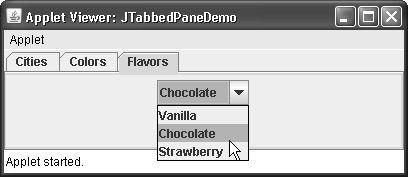 Applet Viewer: JTabbedPaneDemo
Applet
Cities Colors Flavors
Chocolate
Vanilla
Chocolate
Strawberry
Applet started.